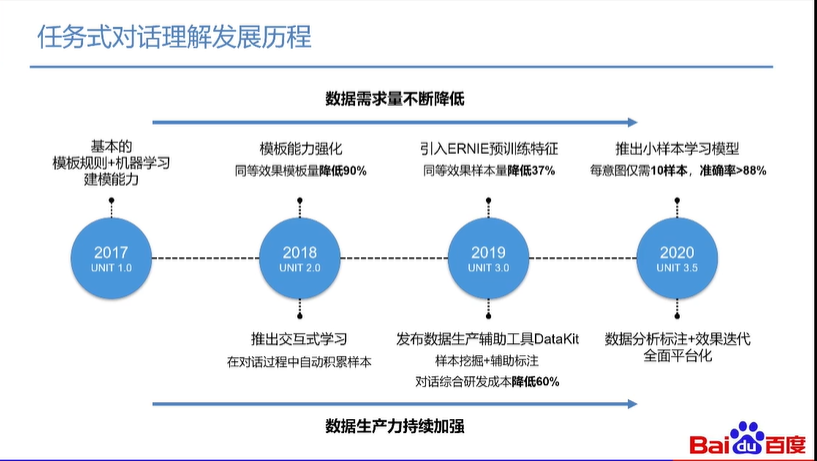 任务式对话理解发展历程
数据需求量不断降低
基本的
模板规则+机器学习
建模能力
模板能力强化
同等效果模板量降低90%
引入ERNIE预训练特征
同等效果样本量降低37%
推出小样本学习模型
每意图仅需10样本，准确率>88%
2017
UNIT 1.0
2018
UNIT 2.0
2019
UNIT 3.0
2020
UNIT 3.5
推出交互式学习
在对话过程中自动积累样本
发布数据生产辅助工具DataKit
样本挖掘+辅助标注
对话综合研发成本降低60%
数据分析标注+效果迭代
全面平台化
数据生产力持续加强
Bai du 百度